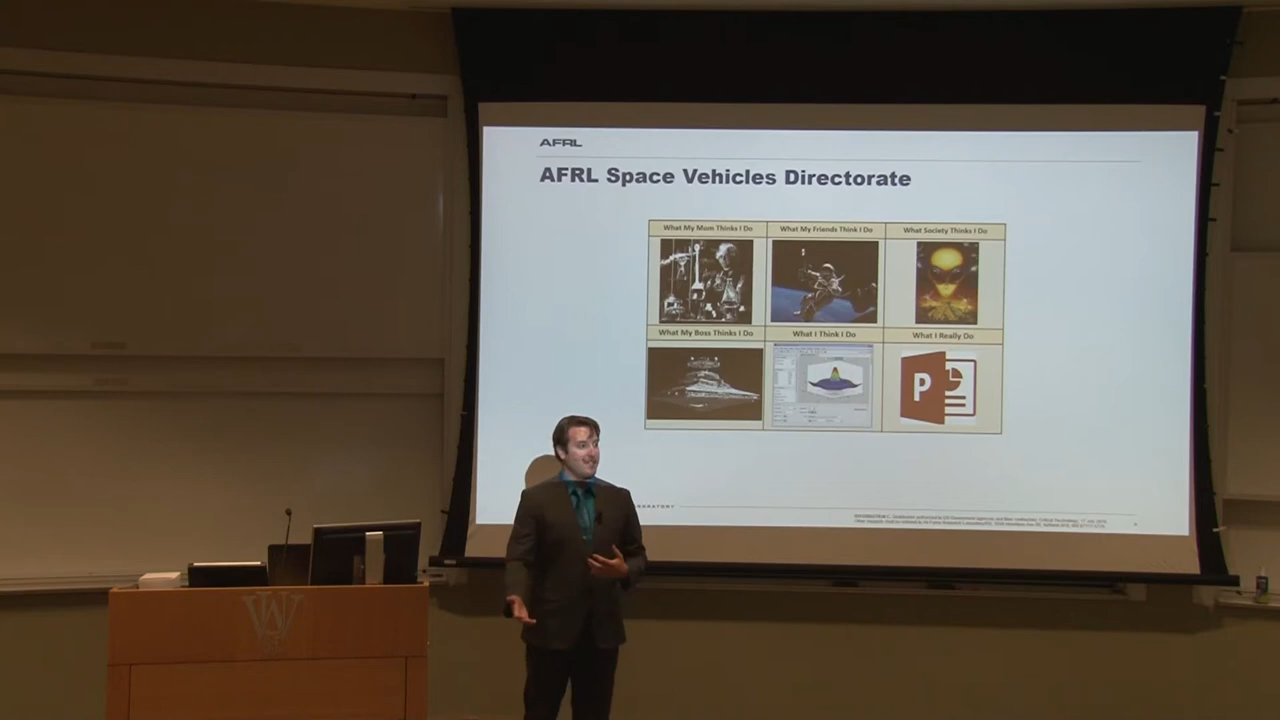 AFRL
AFRL Space Vehicles Directorate
What My Mom Thinks I Do
What My Friends Think I Do
What Society Thinks I Do
What My Boss Thinks I Do
What I Think I Do
What I Really Do
P
W